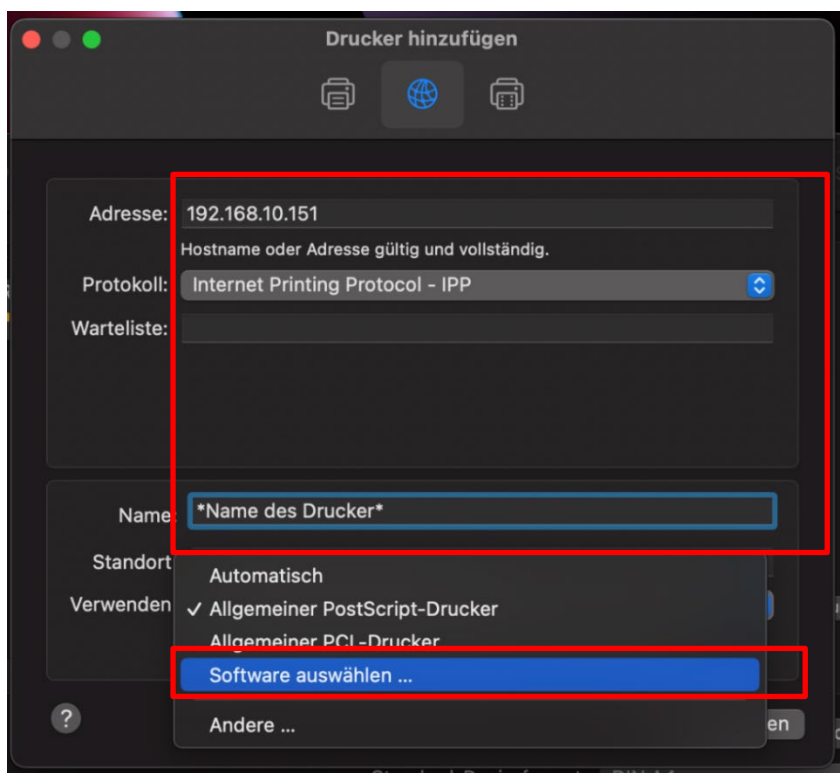 Drucker hinzufügen
Adresse: 192.168.10.151
Hostname oder Adresse gültig und vollständig.
Protokoll: Internet Printing Protocol - IPP
Warteliste:
Name: *Name des Drucker*
Standort
Automatisch
Verwenden ✓ Allgemeiner PostScript-Drucker
Allgemeiner PCL-Drucker
Software auswählen ...
? Andere ... en